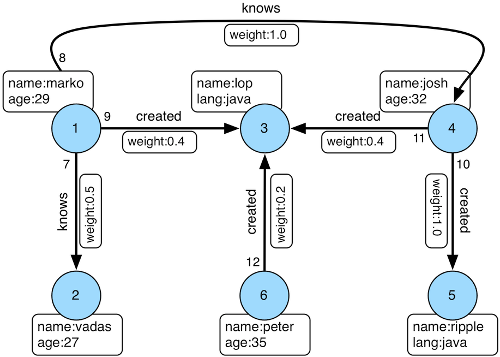 knows
weight:1.0
8
name:marko
age:29
name:lop
lang:java
name:josh
age:32
1
9
created
weight:0.4
3
created
weight:0.4
11
4
7
knows
weight:0.5
created
weight:0.2
12
10
weight:1.0
created
2
6
5
name:vadas
age:27
name:peter
age:35
name:ripple
lang:java